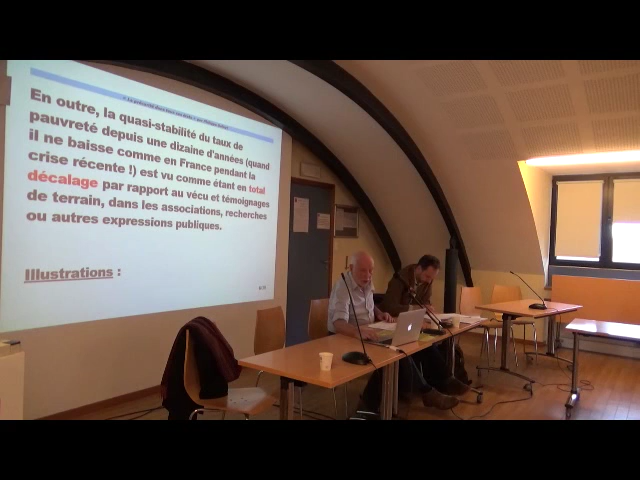 En outre, la quasi-stabilité du taux de
pauvreté depuis une dizaine d'années (quand
il ne baisse comme en France pendant la
crise récente !) est vu comme étant en total
décalage par rapport au vécu et témoignages
de terrain, dans les associations, recherches
ou autres expressions publiques.
Illustrations :